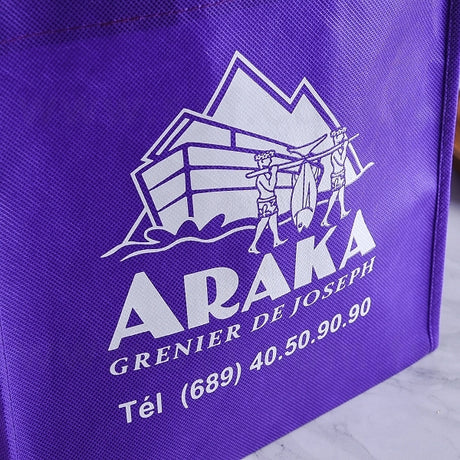 ARAKA
GRENIER DE JOSEPH
Tél (689) 40.50.90.90